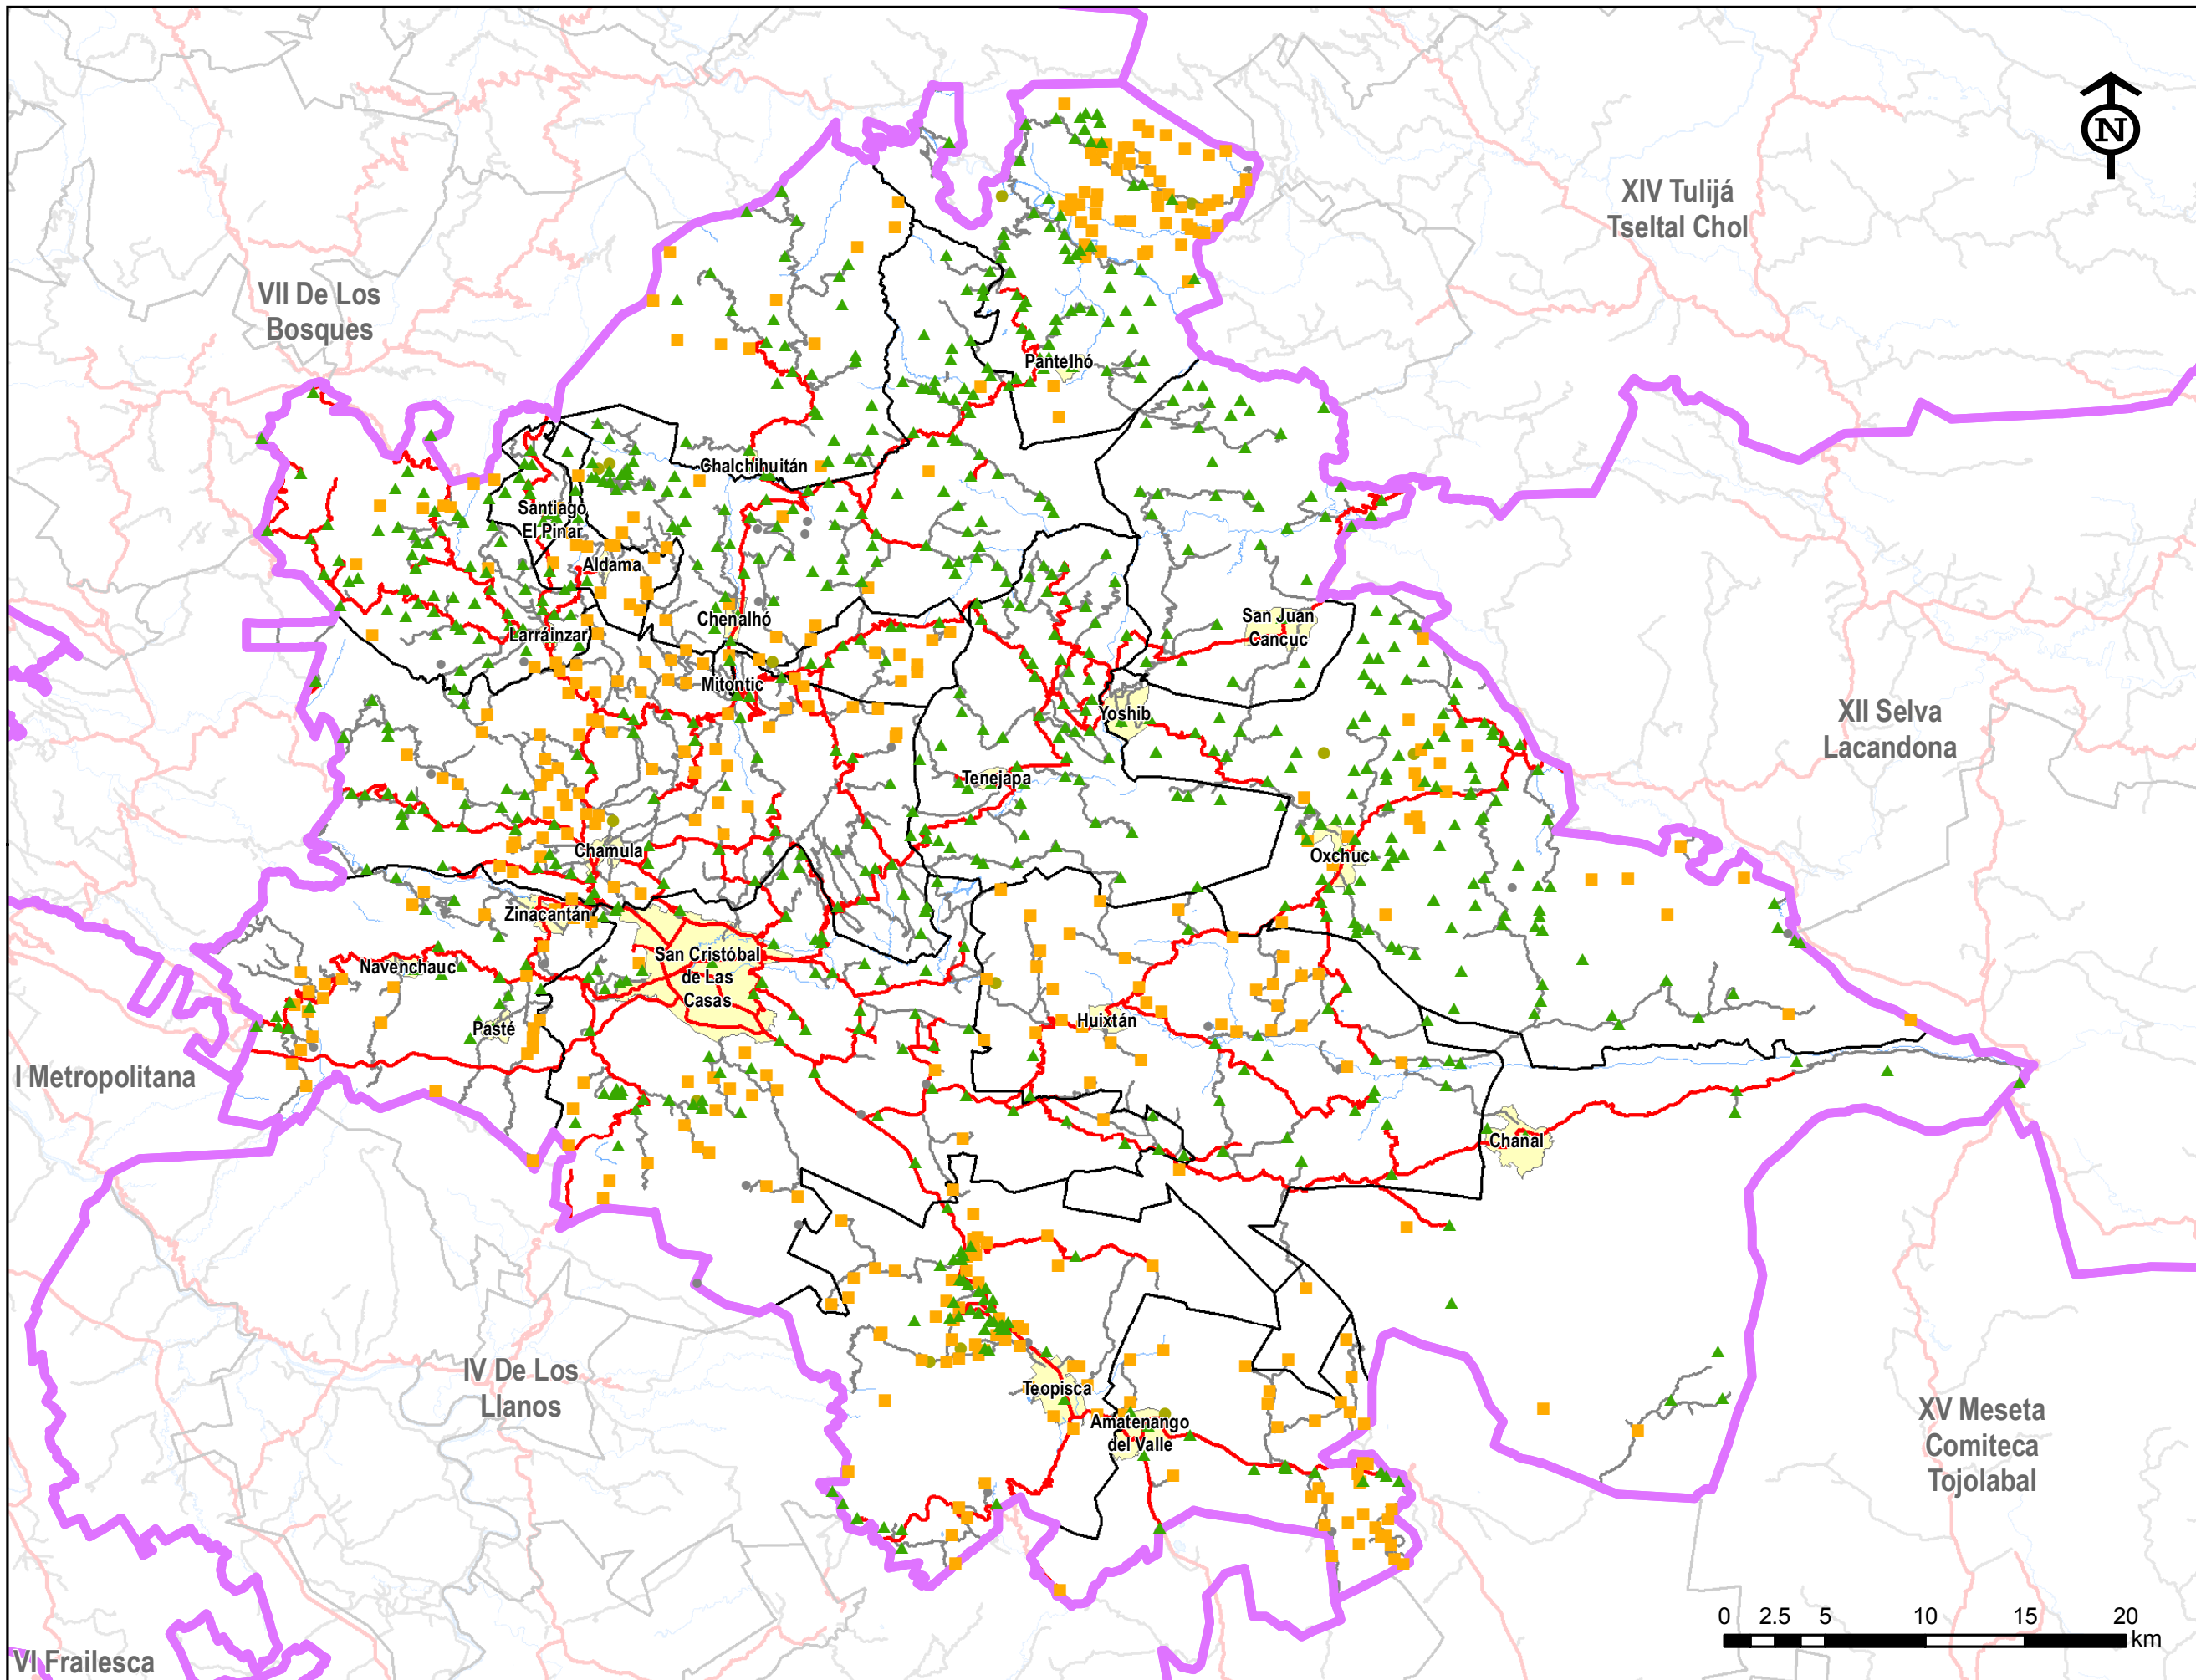 N
XIV Tulijá
Tseltal Chol
VII De Los
Bosques
Pantelhó
Chalchihuitán
Santiago
El Pinar
Aldama
Chenalhó
San Juan
Cancuc
Larráinzar
Mitontic
Yoshib
XII Selva
Lacandona
Tenejapa
Chamula
Oxchuc
Zinacantán
San Cristóbal
de Las
Casas
Navenchauc
Pasté
Huixtán
I Metropolitana
Chanal
IV De Los
Llanos
Teopisca
Amatenango
del Valle
XV Meseta
Comiteca
Tojolabal
0 2.5 5 10 15 20
km
VI Frailesca